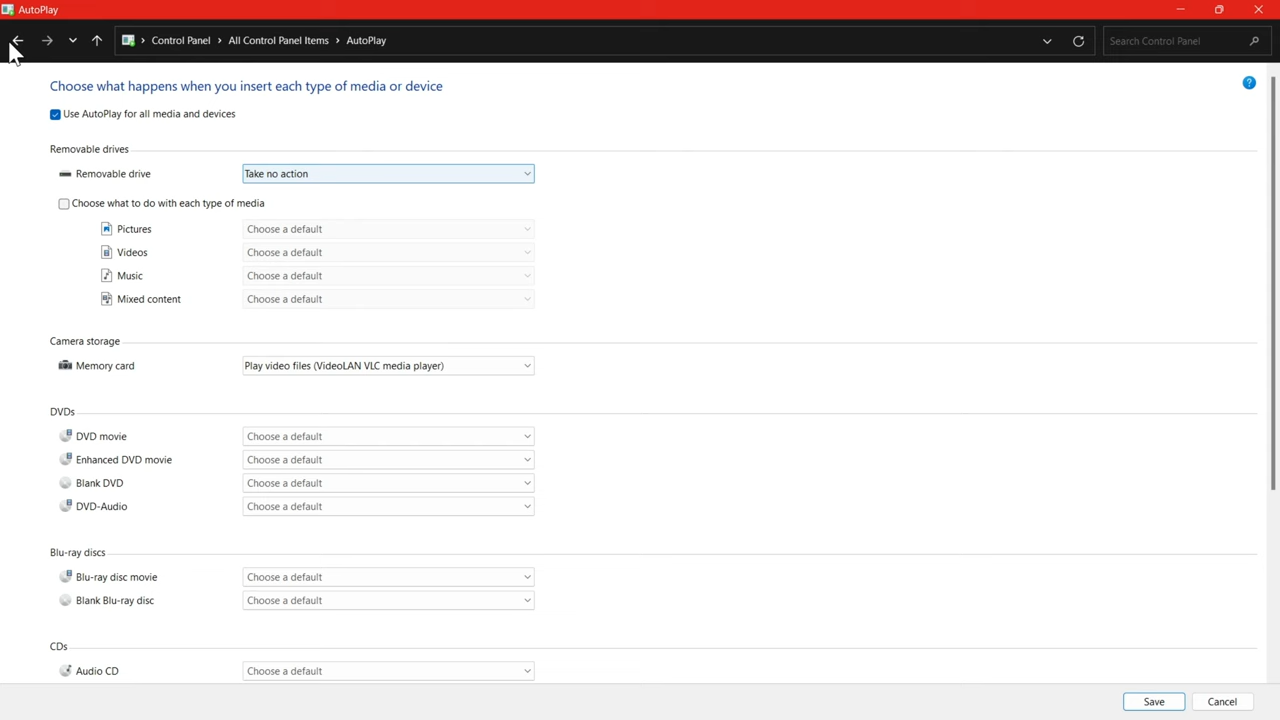 AutoPlay
Control Panel > All Control Panel Items > AutoPlay
Search Control Panel
Choose what happens when you insert each type of media or device
?
Use AutoPlay for all media and devices
Removable drives
Removable drive Take no action
Choose what to do with each type of media
Pictures Choose a default
Videos Choose a default
Music Choose a default
Mixed content Choose a default
Camera storage
Memory card Play video files (VideoLAN VLC media player)
DVDs
DVD movie Choose a default
Enhanced DVD movie Choose a default
Blank DVD Choose a default
DVD-Audio Choose a default
Blu-ray discs
Blu-ray disc movie Choose a default
Blank Blu-ray disc Choose a default
CDs
Audio CD Choose a default
Save Cancel